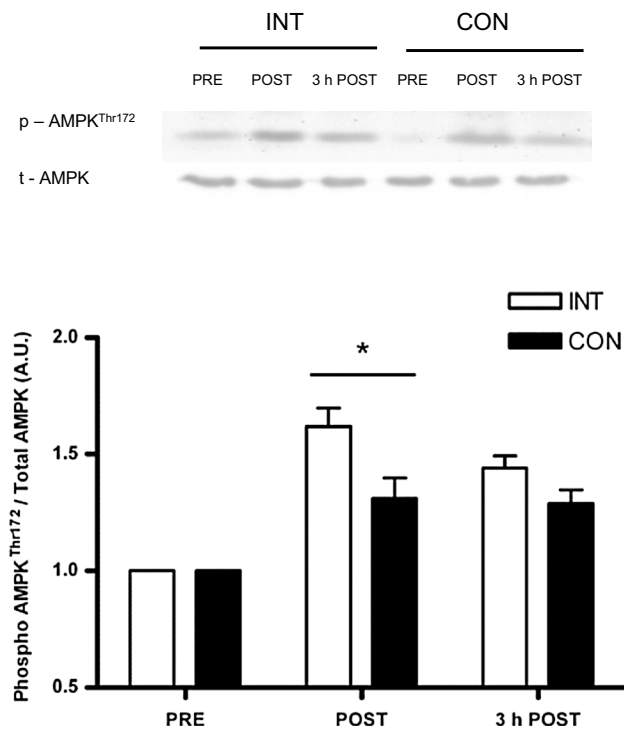 INT CON
PRE POST 3 h POST PRE POST 3 h POST
p – AMPKThr172
t - AMPK
INT
CON
Phospho AMPKThr172 / Total AMPK (A.U.)
2.0
*
1.5
1.0
0.5
PRE POST 3 h POST